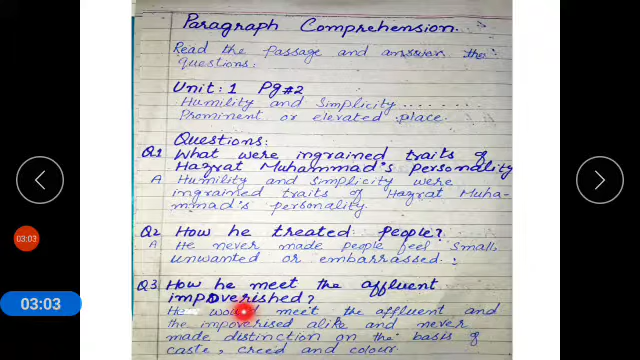 Paragraph Comprehension.
Read the Passage and answer the
questions:
Unit: 1 Pg#2
Humility and Simplicity ........
Prominent or elevated place.
Questions:
Q1 What were ingrained traits of
Hazrat Muhammad's personality
A Humility and Simplicity were
ingrained traits of Hazrat Muha-
mmad's personality.
Q2 How he treated People?
A He never made people feel small,
unwanted or embarrassed.
Q3 How he meet the affluent
impoverished?
He would meet the affluent and
the impoverised alike and never
made distinction on the basis of
caste, creed and colour.
03:03
03:03